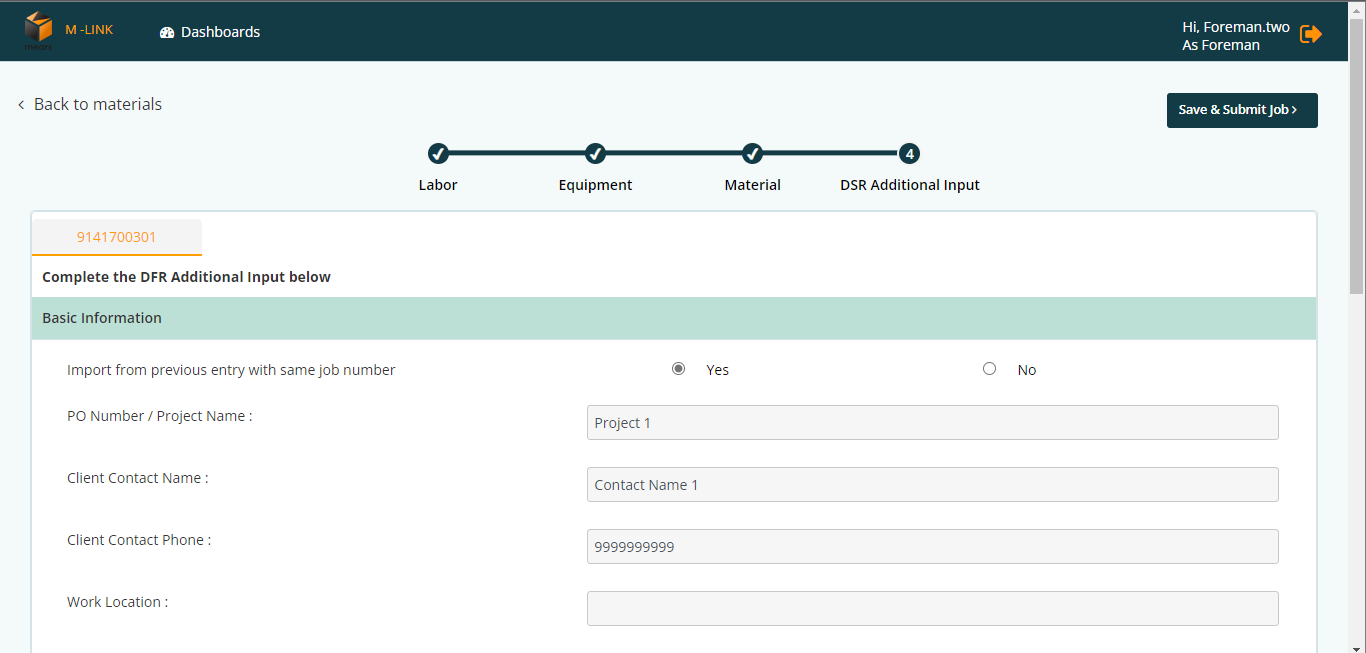 M -LINK
Dashboards
Hi, Foreman.two
As Foreman
Back to materials
Save & Submit Job
4
Labor
Equipment
Material
DSR Additional Input
9141700301
Complete the DFR Additional Input below
Basic Information
Import from previous entry with same job number
Yes
No
PO Number / Project Name :
Project 1
Client Contact Name :
Contact Name 1
Client Contact Phone :
9999999999
Work Location :